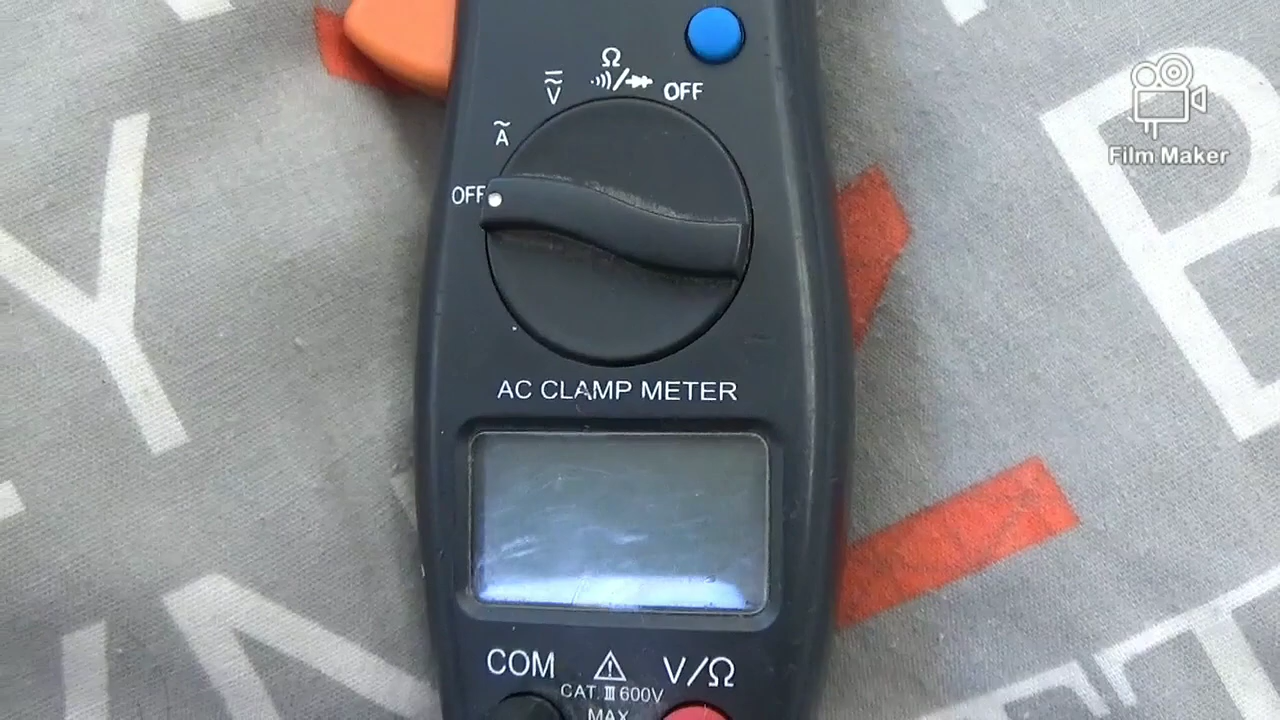 Ω
V
OFF
A
OFF
Film Maker
AC CLAMP METER
COM
V/Ω
CAT. III 600V
MAX
Y
B